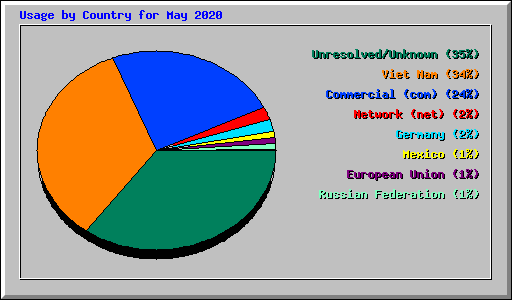 Usage by Country for May 2020
Unresolved/Unknown (35%)
Viet Nam (34%)
Commercial (com) (24%)
Network (net) (2%)
Germany (2%)
Mexico (1%)
European Union (1%)
Russian Federation (1%)